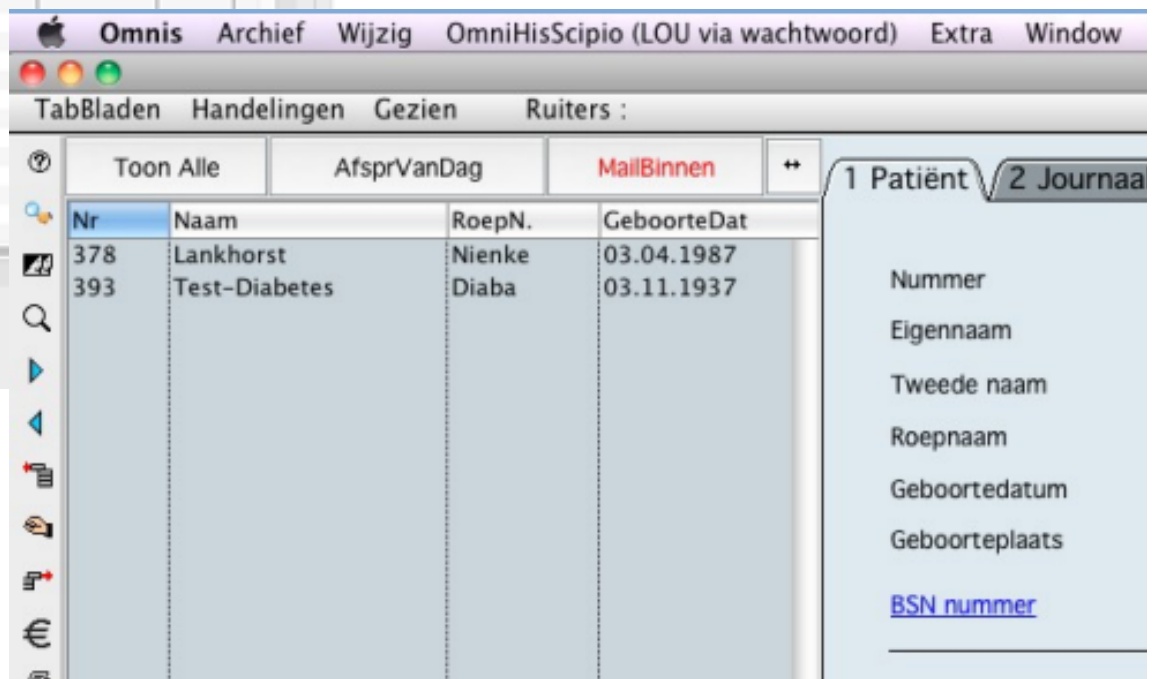 Omnis Archief Wijzig OmniHisScipio (LOU via wachtwoord) Extra Window
TabBladen Handelingen Gezien Ruiters :
Toon Alle AfsprVanDag MailBinnen
Nr Naam RoepN. GeboorteDat
378 Lankhorst Nienke 03.04.1987
393 Test-Diabetes Diaba 03.11.1937
1 Patiënt 2 Journaa
Nummer
Eigennaam
Tweede naam
Roepnaam
Geboortedatum
Geboorteplaats
BSN nummer